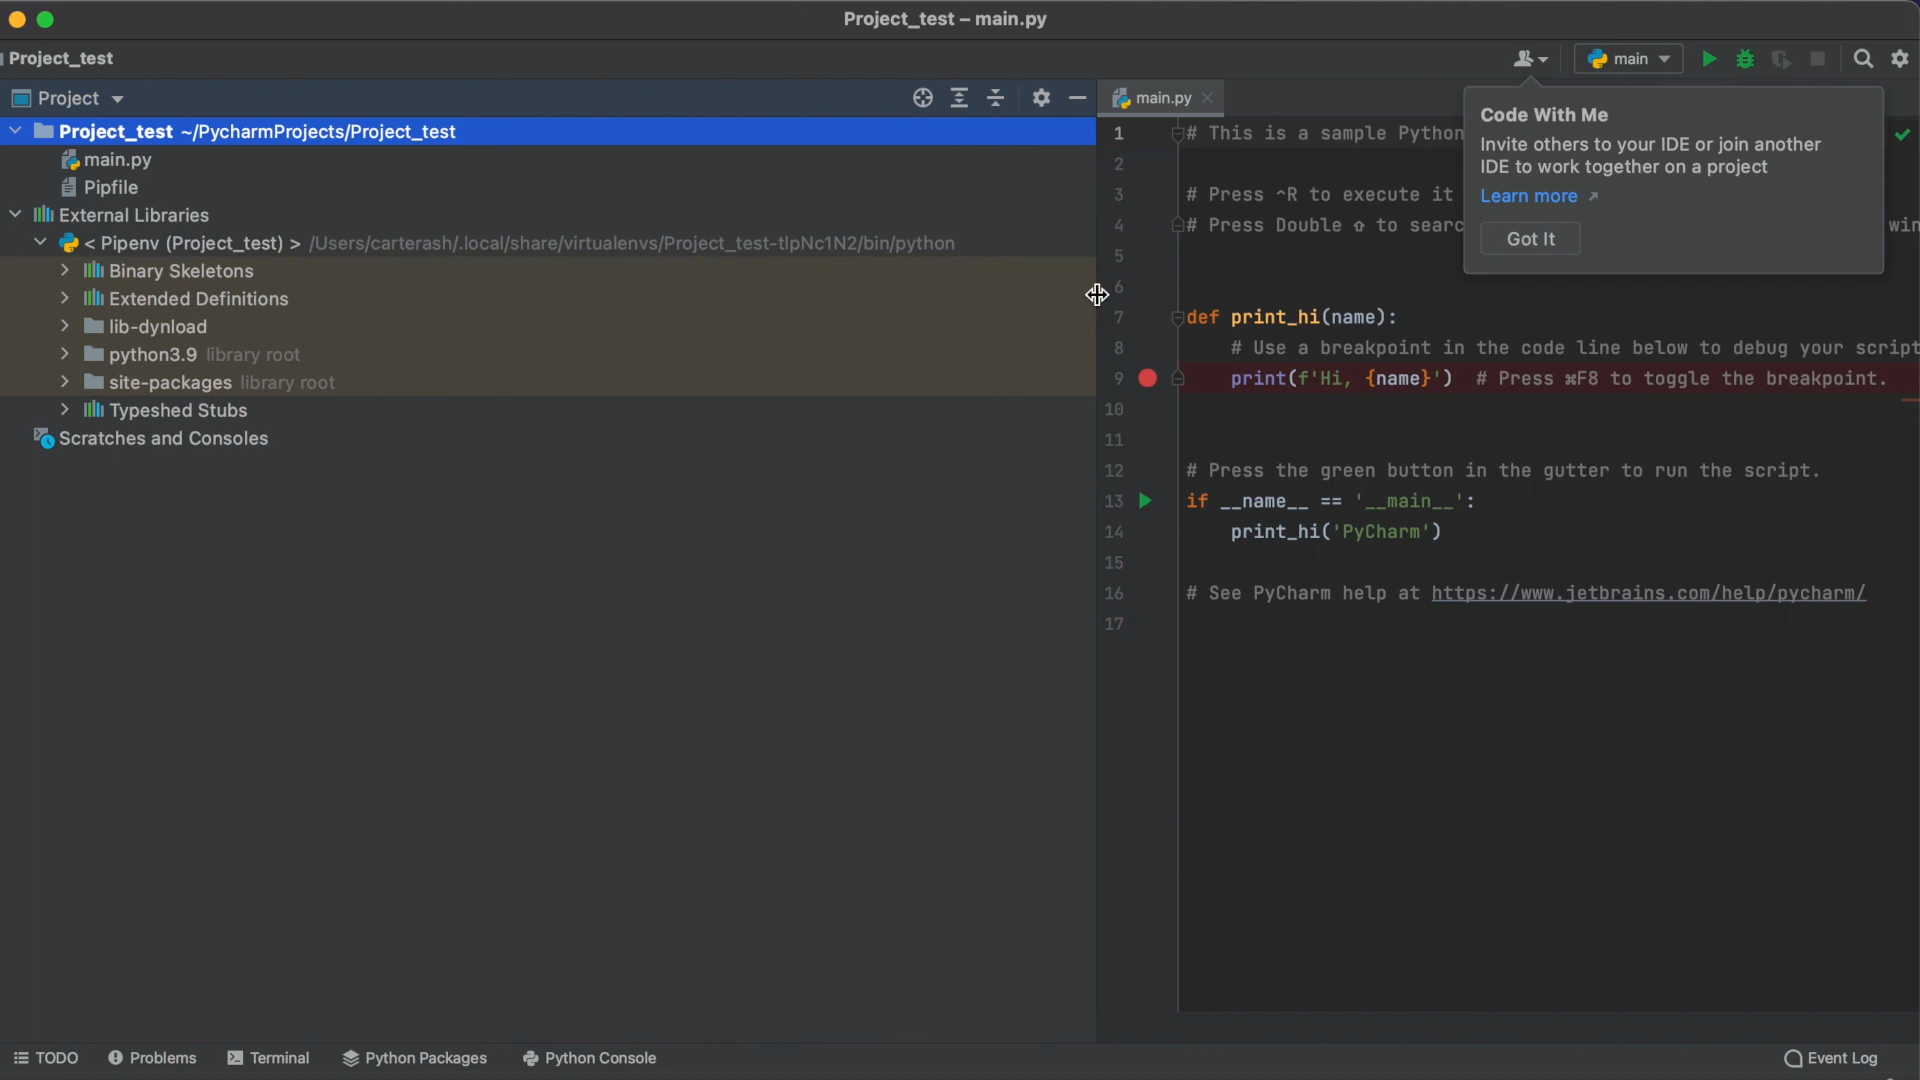 Project_test – main.py
Project_test
main
Project
main.py
Project_test ~/PycharmProjects/Project_test
main.py
Pipfile
External Libraries
< Pipenv (Project_test) > /Users/carterash/.local/share/virtualenvs/Project_test-tlpNc1N2/bin/python
Binary Skeletons
Extended Definitions
lib-dynload
python3.9 library root
site-packages library root
Typeshed Stubs
Scratches and Consoles
1 # This is a sample Python
2
3 # Press ^R to execute it
4 # Press Double ⇧ to searc win
5
6
7 def print_hi(name):
8 # Use a breakpoint in the code line below to debug your script
9 print(f'Hi, {name}') # Press ⌘F8 to toggle the breakpoint.
10
11
12 # Press the green button in the gutter to run the script.
13 if __name__ == '__main__':
14 print_hi('PyCharm')
15
16 # See PyCharm help at https://www.jetbrains.com/help/pycharm/
17
Code With Me
Invite others to your IDE or join another
IDE to work together on a project
Learn more ↗
Got It
TODO
Problems
Terminal
Python Packages
Python Console
Event Log